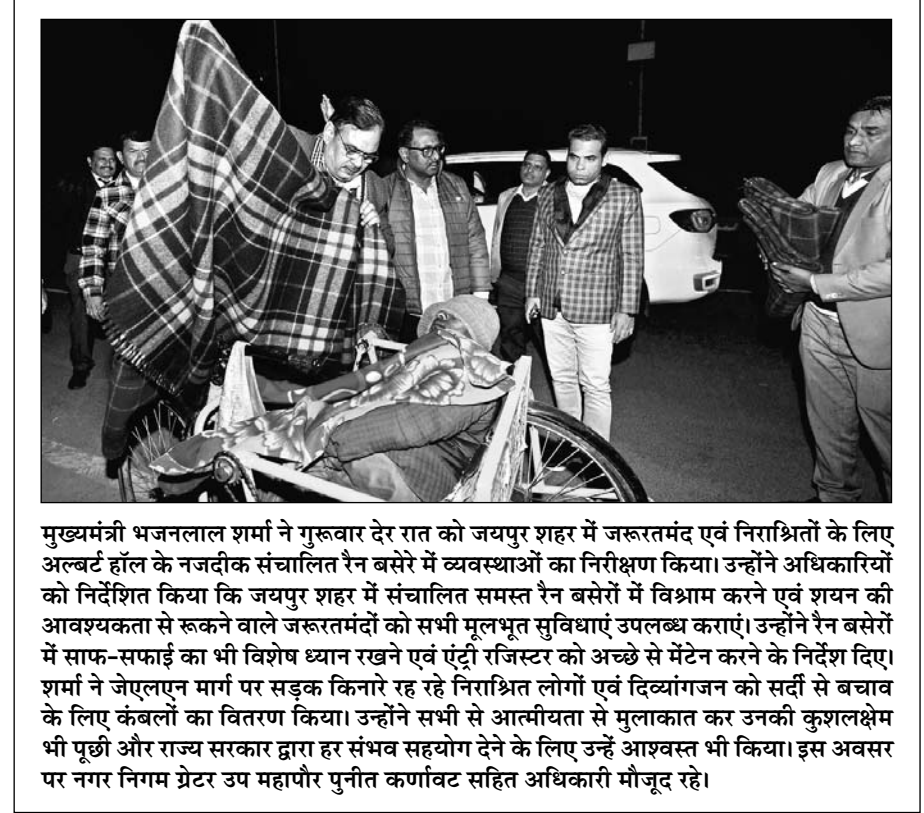 मुख्यमंत्री भजनलाल शर्मा ने गुरूवार देर रात को जयपुर शहर में जरूरतमंद एवं निराश्रितों के लिए
अल्बर्ट हॉल के नजदीक संचालित रैन बसेरे में व्यवस्थाओं का निरीक्षण किया। उन्होंने अधिकारियों
को निर्देशित किया कि जयपुर शहर में संचालित समस्त रैन बसेरों में विश्राम करने एवं शयन की
आवश्यकता से रूकने वाले जरूरतमंदों को सभी मूलभूत सुविधाएं उपलब्ध कराएं। उन्होंने रैन बसेरों
में साफ-सफाई का भी विशेष ध्यान रखने एवं एंट्री रजिस्टर को अच्छे से मेंटेन करने के निर्देश दिए।
शर्मा ने जेएलएन मार्ग पर सड़क किनारे रह रहे निराश्रित लोगों एवं दिव्यांगजन को सर्दी से बचाव
के लिए कंबलों का वितरण किया। उन्होंने सभी से आत्मीयता से मुलाकात कर उनकी कुशलक्षेम
भी पूछी और राज्य सरकार द्वारा हर संभव सहयोग देने के लिए उन्हें आश्वस्त भी किया। इस अवसर
पर नगर निगम ग्रेटर उप महापौर पुनीत कर्णावट सहित अधिकारी मौजूद रहे।